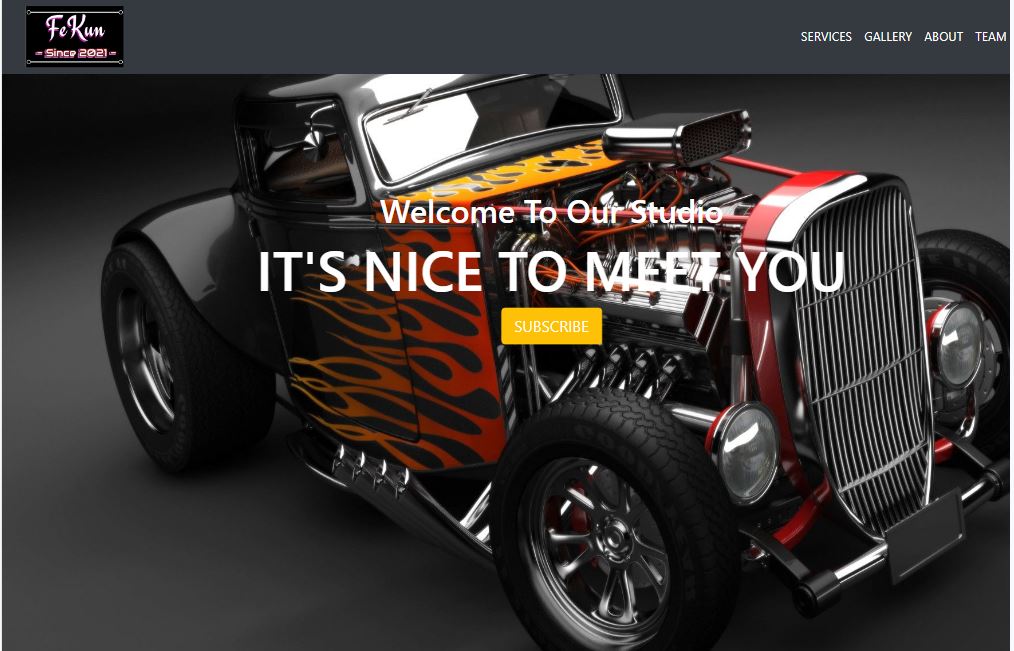 FeKun
- Since 2021 -
SERVICES GALLERY ABOUT TEAM
Welcome To Our Studio
IT'S NICE TO MEET YOU
SUBSCRIBE